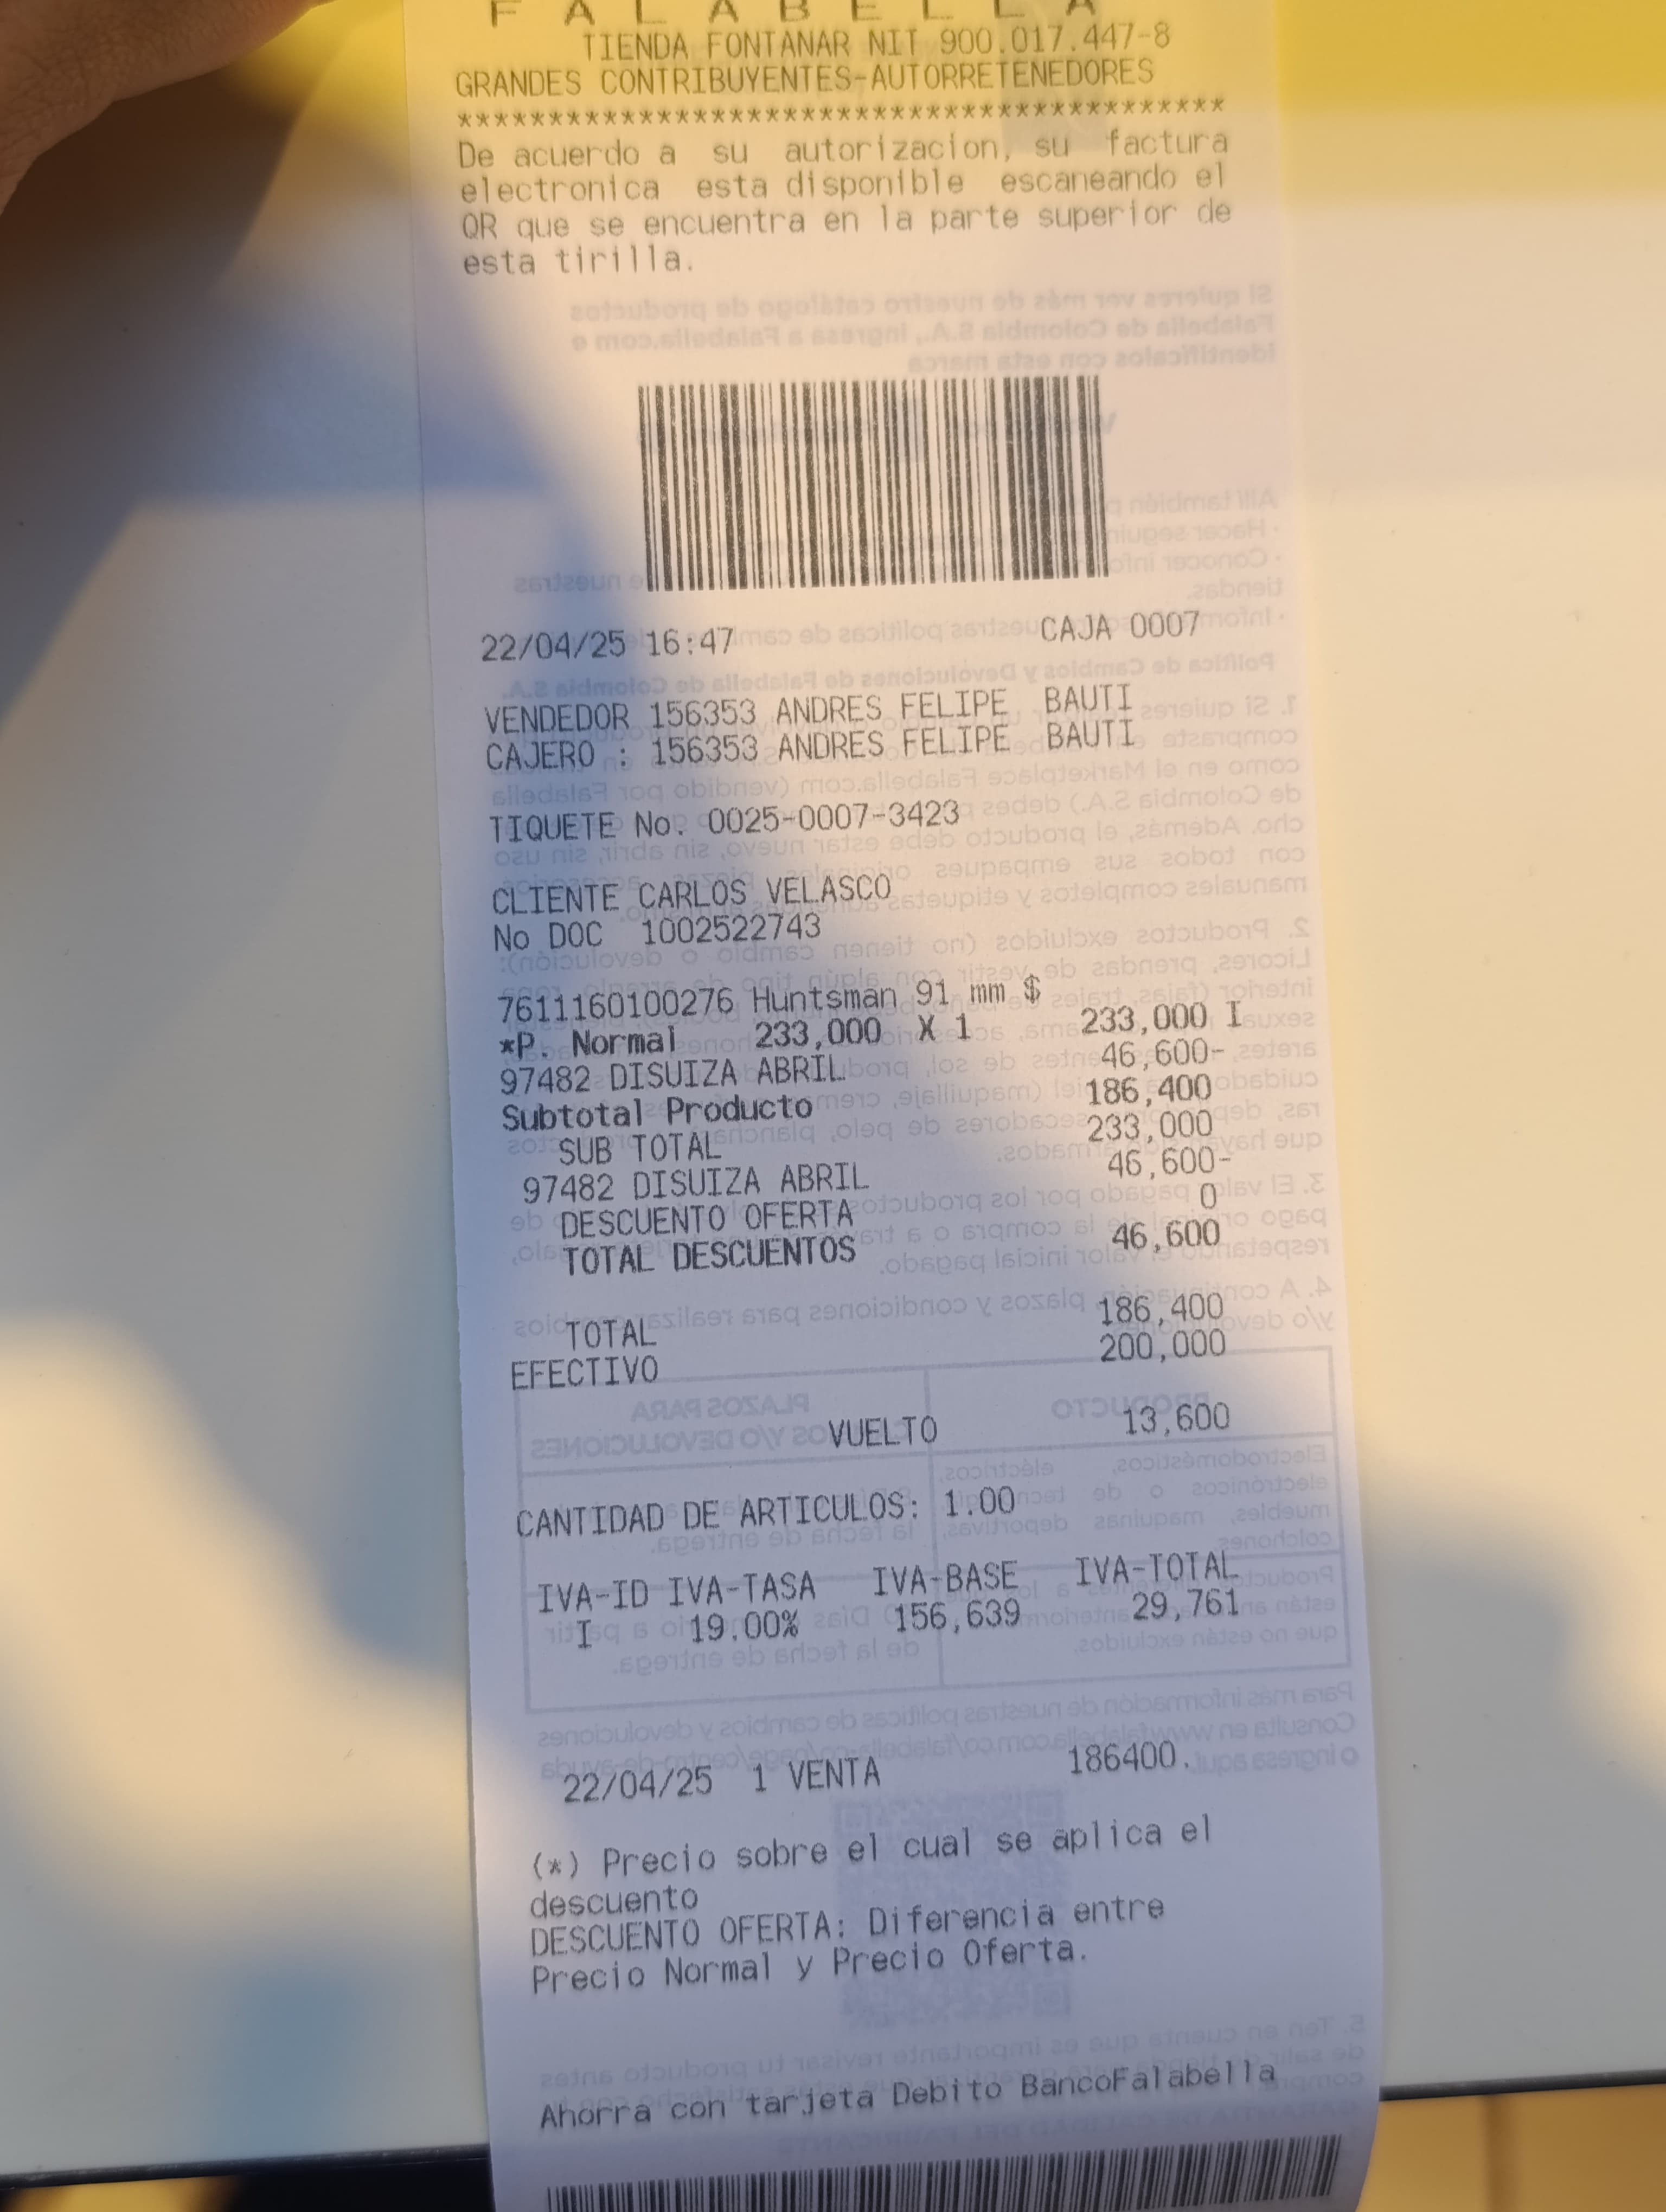 FALABELLA
TIENDA FONTANAR NIT 900.017.447-8
GRANDES CONTRIBUYENTES-AUTORRETENEDORES
******************************************
De acuerdo a su autorizacion, su factura
electronica esta disponible escaneando el
QR que se encuentra en la parte superior de
esta tirilla.
22/04/25 16:47 CAJA 0007
VENDEDOR 156353 ANDRES FELIPE BAUTI
CAJERO : 156353 ANDRES FELIPE BAUTI
TIQUETE No. 0025-0007-3423
CLIENTE CARLOS VELASCO
No DOC 1002522743
7611160100276 Huntsman 91 mm $
*P. Normal 233,000 X 1 233,000 I
97482 DISUIZA ABRIL 46,600-
Subtotal Producto 186,400
SUB TOTAL 233,000
97482 DISUIZA ABRIL 46,600-
DESCUENTO OFERTA 0
TOTAL DESCUENTOS 46,600
TOTAL 186,400
EFECTIVO 200,000
VUELTO 13,600
CANTIDAD DE ARTICULOS: 1.00
IVA-ID IVA-TASA IVA-BASE IVA-TOTAL
I 19.00% 156,639 29,761
22/04/25 1 VENTA 186400.
(*) Precio sobre el cual se aplica el
descuento
DESCUENTO OFERTA: Diferencia entre
Precio Normal y Precio Oferta.
Ahorra con tarjeta Debito BancoFalabella